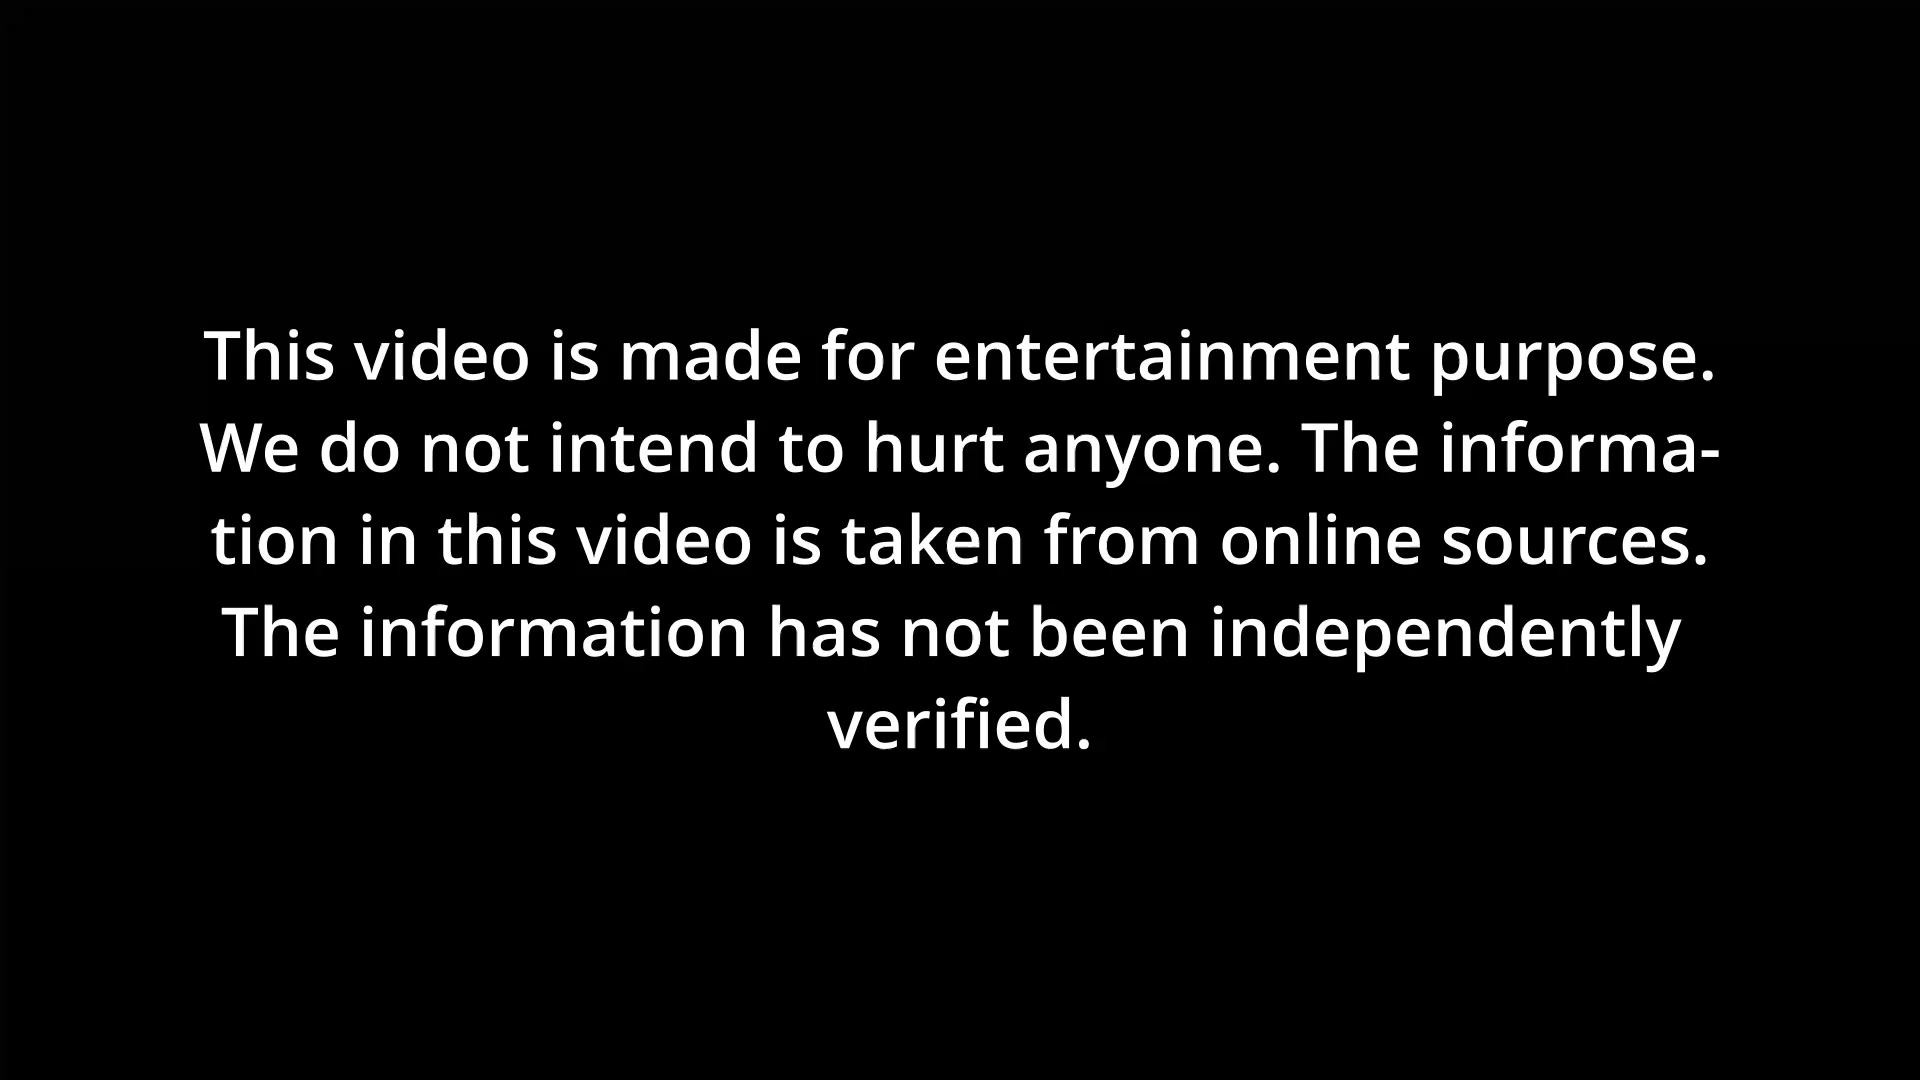 This video is made for entertainment purpose.
We do not intend to hurt anyone. The informa-
tion in this video is taken from online sources.
The information has not been independently
verified.